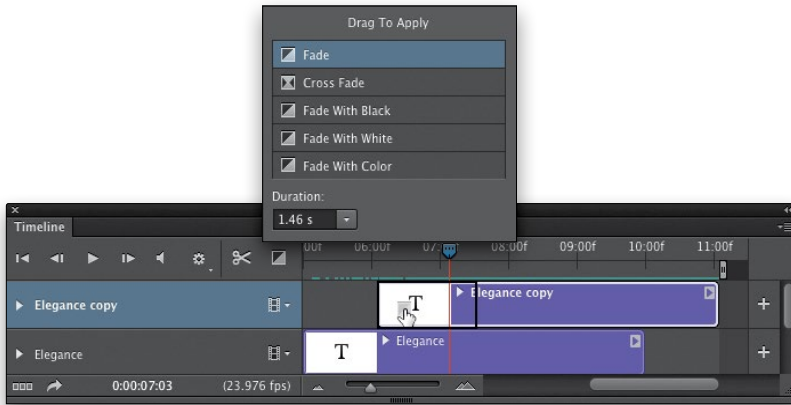 Drag To Apply
Fade
Cross Fade
Fade With Black
Fade With White
Fade With Color
Duration:
1.46 s
Timeline
00f 06:00f 07: 08:00f 09:00f 10:00f 11:00f
Elegance copy
T
Elegance copy
Elegance
T
Elegance
0:00:07:03 (23.976 fps)